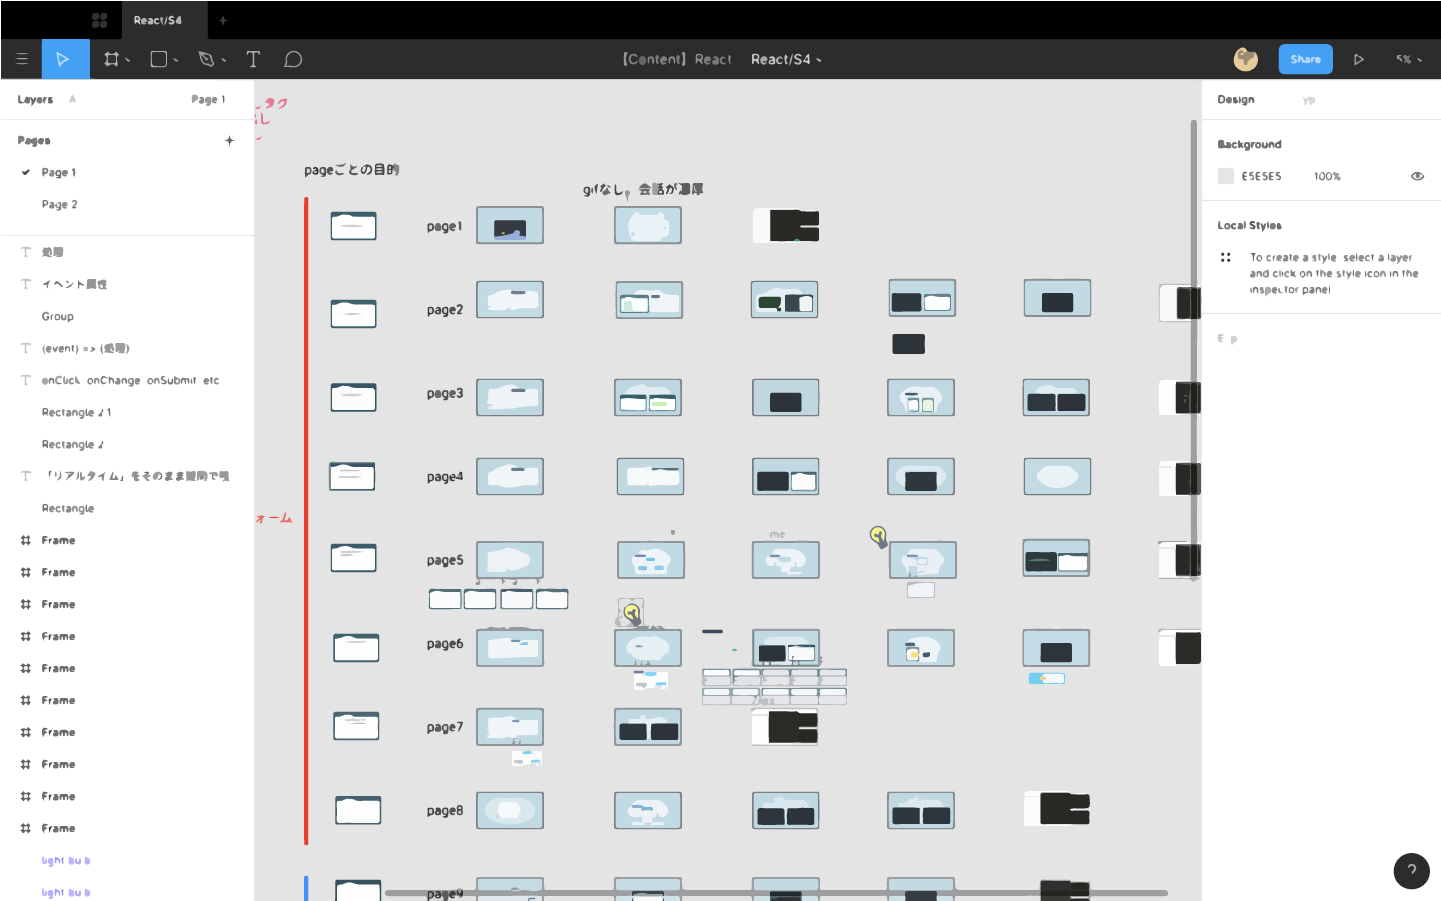 React/S4
【Content】React React/S4
Share
5%
Layers
Page 1
Pages
Page 1
Page 2
処理
イベント属性
Group
(event) => (処理)
onClick onChange onSubmit etc
Rectangle 2 1
Rectangle 2
「リアルタイム」をそのまま
Rectangle
Frame
Frame
Frame
Frame
Frame
Frame
Frame
Frame
Frame
Frame
light bulb
light bulb
pageごとの目的
gifなし、会話が濃厚
page1
page2
page3
page4
ォーム
page5
me
page6
page7
page8
page9
Design
Background
E5E5E5 100%
Local Styles
To create a style select a layer
and click on the style icon in the
inspector panel
?